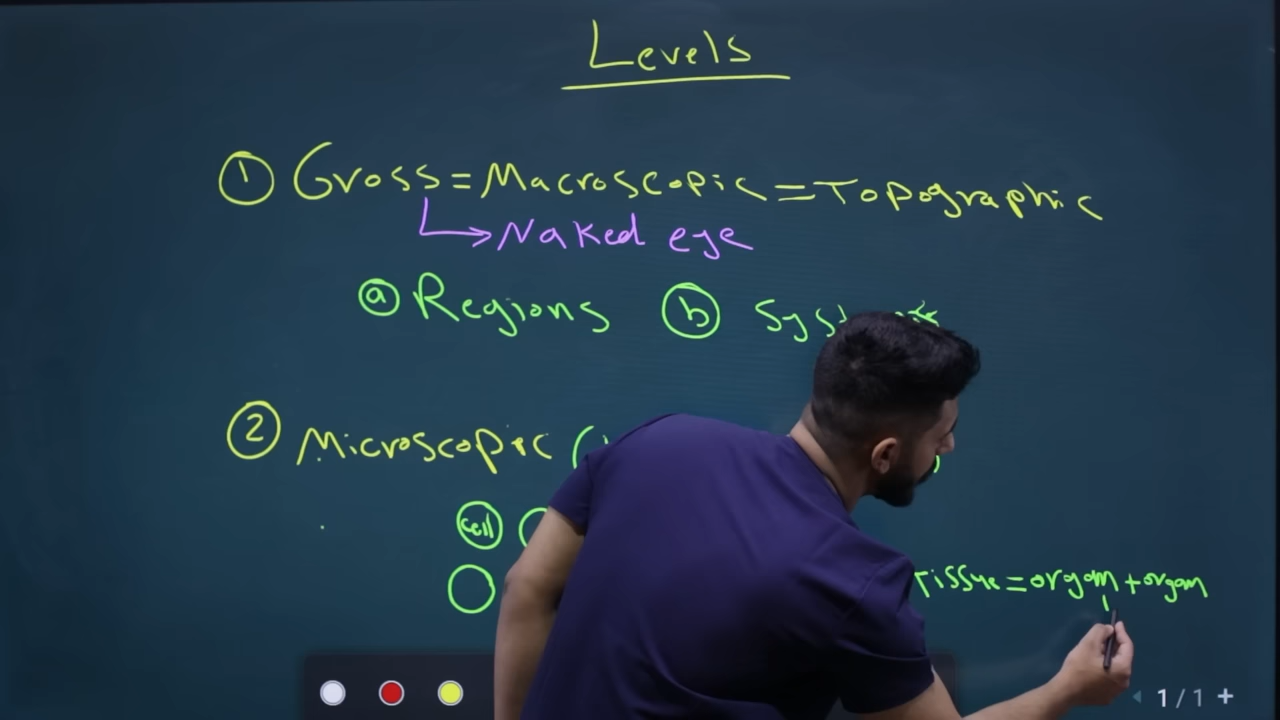 Levels
① Gross = Macroscopic = Topographic
Naked eye
ⓐ Regions ⓑ
② Microscopic (
cell
Tissue = organ + organ
1/1 +